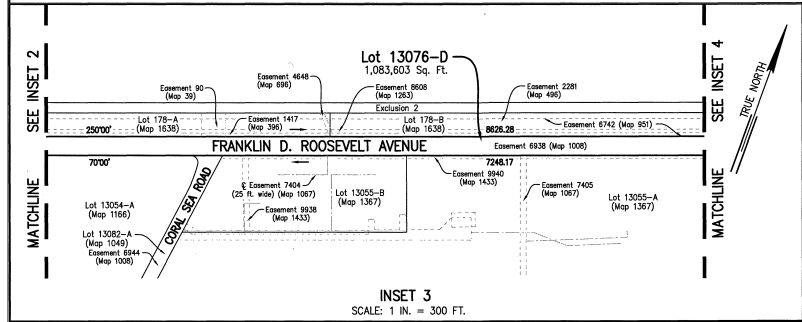 SEE INSET 2
MATCHLINE
Lot 13076-D
1,083,603 Sq. Ft.
SEE INSET 4
MATCHLINE
TRUE NORTH
Easement 4648
(Map 696)
Easement 90
(Map 39)
Easement 8608
(Map 1263)
Easement 2281
(Map 496)
Exclusion 2
Lot 178-A
(Map 1638)
Easement 1417
(Map 396)
Lot 178-B
(Map 1638)
Easement 6742 (Map 951)
250°00'
8626.28
FRANKLIN D. ROOSEVELT AVENUE
Easement 6938 (Map 1008)
70°00'
7248.17
CORAL SEA ROAD
℄ Easement 7404
(25 ft. wide) (Map 1067)
Easement 9940
(Map 1433)
Easement 7405
(Map 1067)
Lot 13055-B
(Map 1367)
Lot 13055-A
(Map 1367)
Easement 9938
(Map 1433)
Lot 13054-A
(Map 1166)
Lot 13082-A
(Map 1049)
Easement 6944
(Map 1008)
INSET 3
SCALE: 1 IN. = 300 FT.